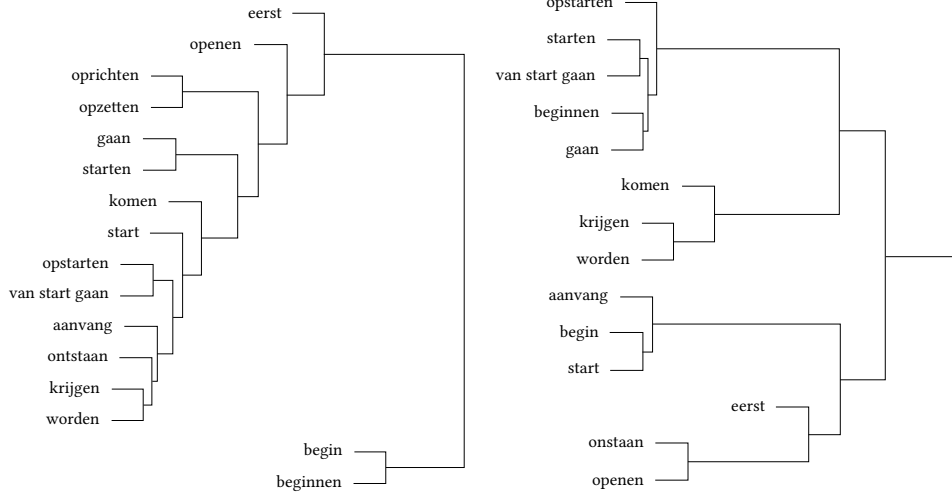 eerst
openen
oprichten
opzetten
gaan
starten
komen
start
opstarten
van start gaan
aanvang
ontstaan
krijgen
worden
begin
beginnen
opstarten
starten
van start gaan
beginnen
gaan
komen
krijgen
worden
aanvang
begin
start
eerst
onstaan
openen